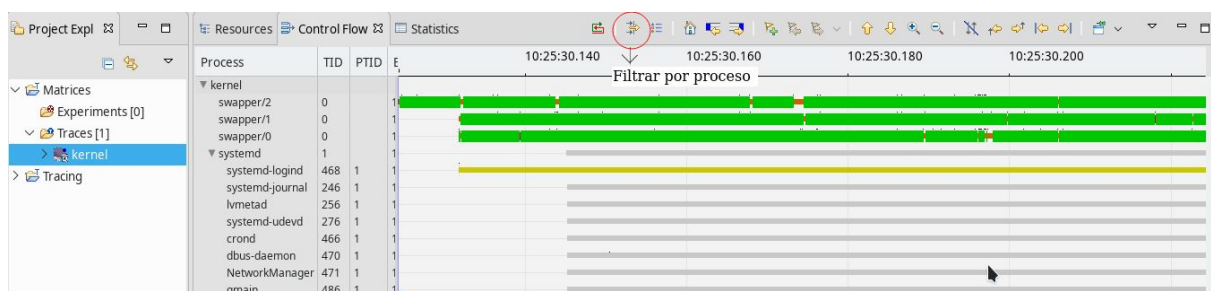 Project Expl
Resources Control Flow Statistics
Process TID PTID
10:25:30.140 10:25:30.160 10:25:30.180 10:25:30.200
Filtrar por proceso
Matrices
Experiments [0]
Traces [1]
kernel
Tracing
kernel
swapper/2 0
swapper/1 0
swapper/0 0
systemd 1
systemd-logind 468 1
systemd-journal 246 1
lvmetad 256 1
systemd-udevd 276 1
crond 466 1
dbus-daemon 470 1
NetworkManager 471 1
gmain 486 1